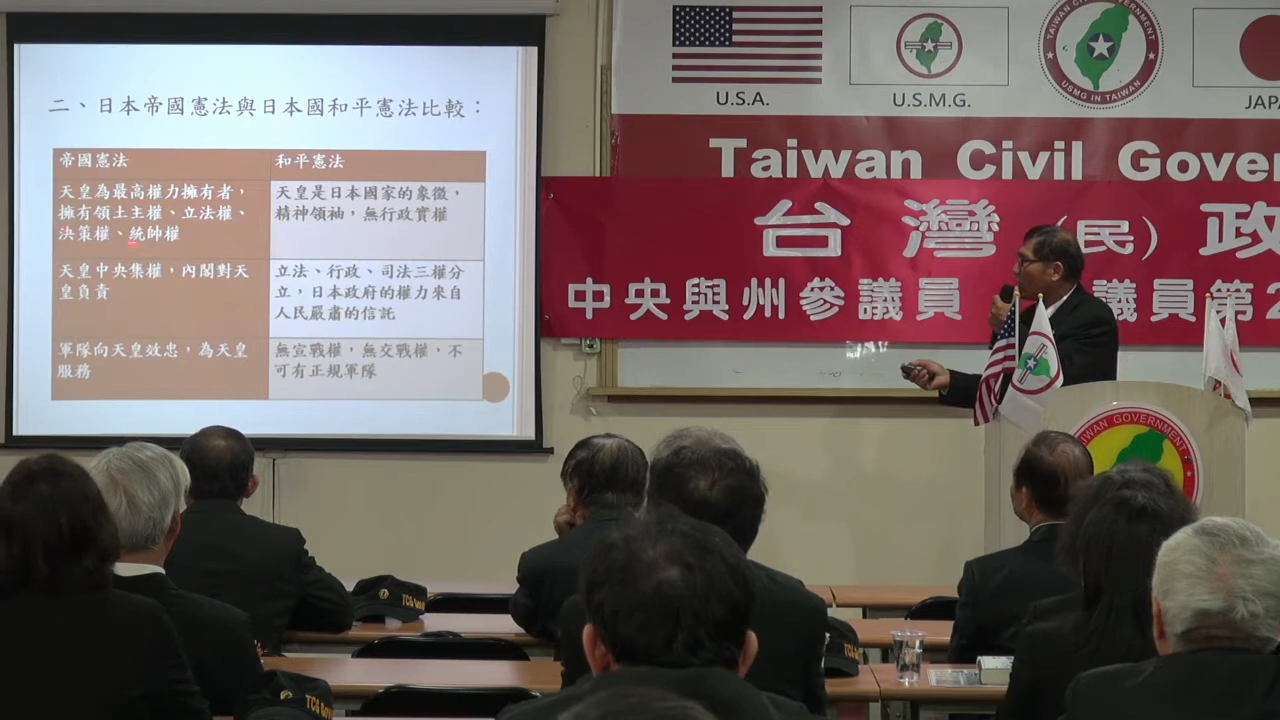 二、日本帝國憲法與日本國和平憲法比較：
帝國憲法
和平憲法
天皇為最高權力擁有者，
擁有領土主權、立法權、
決策權、統帥權
天皇是日本國家的象徵，
精神領袖，無行政實權
天皇中央集權，內閣對天
皇負責
立法、行政、司法三權分
立，日本政府的權力來自
人民嚴肅的信託
軍隊向天皇效忠，為天皇
服務
無宣戰權，無交戰權，不
可有正規軍隊
U.S.A.
U.S.M.G.
TAIWAN CIVIL GOVERNMENT
USMG IN TAIWAN
JAPA
Taiwan Civil Gover
台灣（民）政
中央與州參議員 議員第2
TAIWAN GOVERNMENT
TCG
TCG